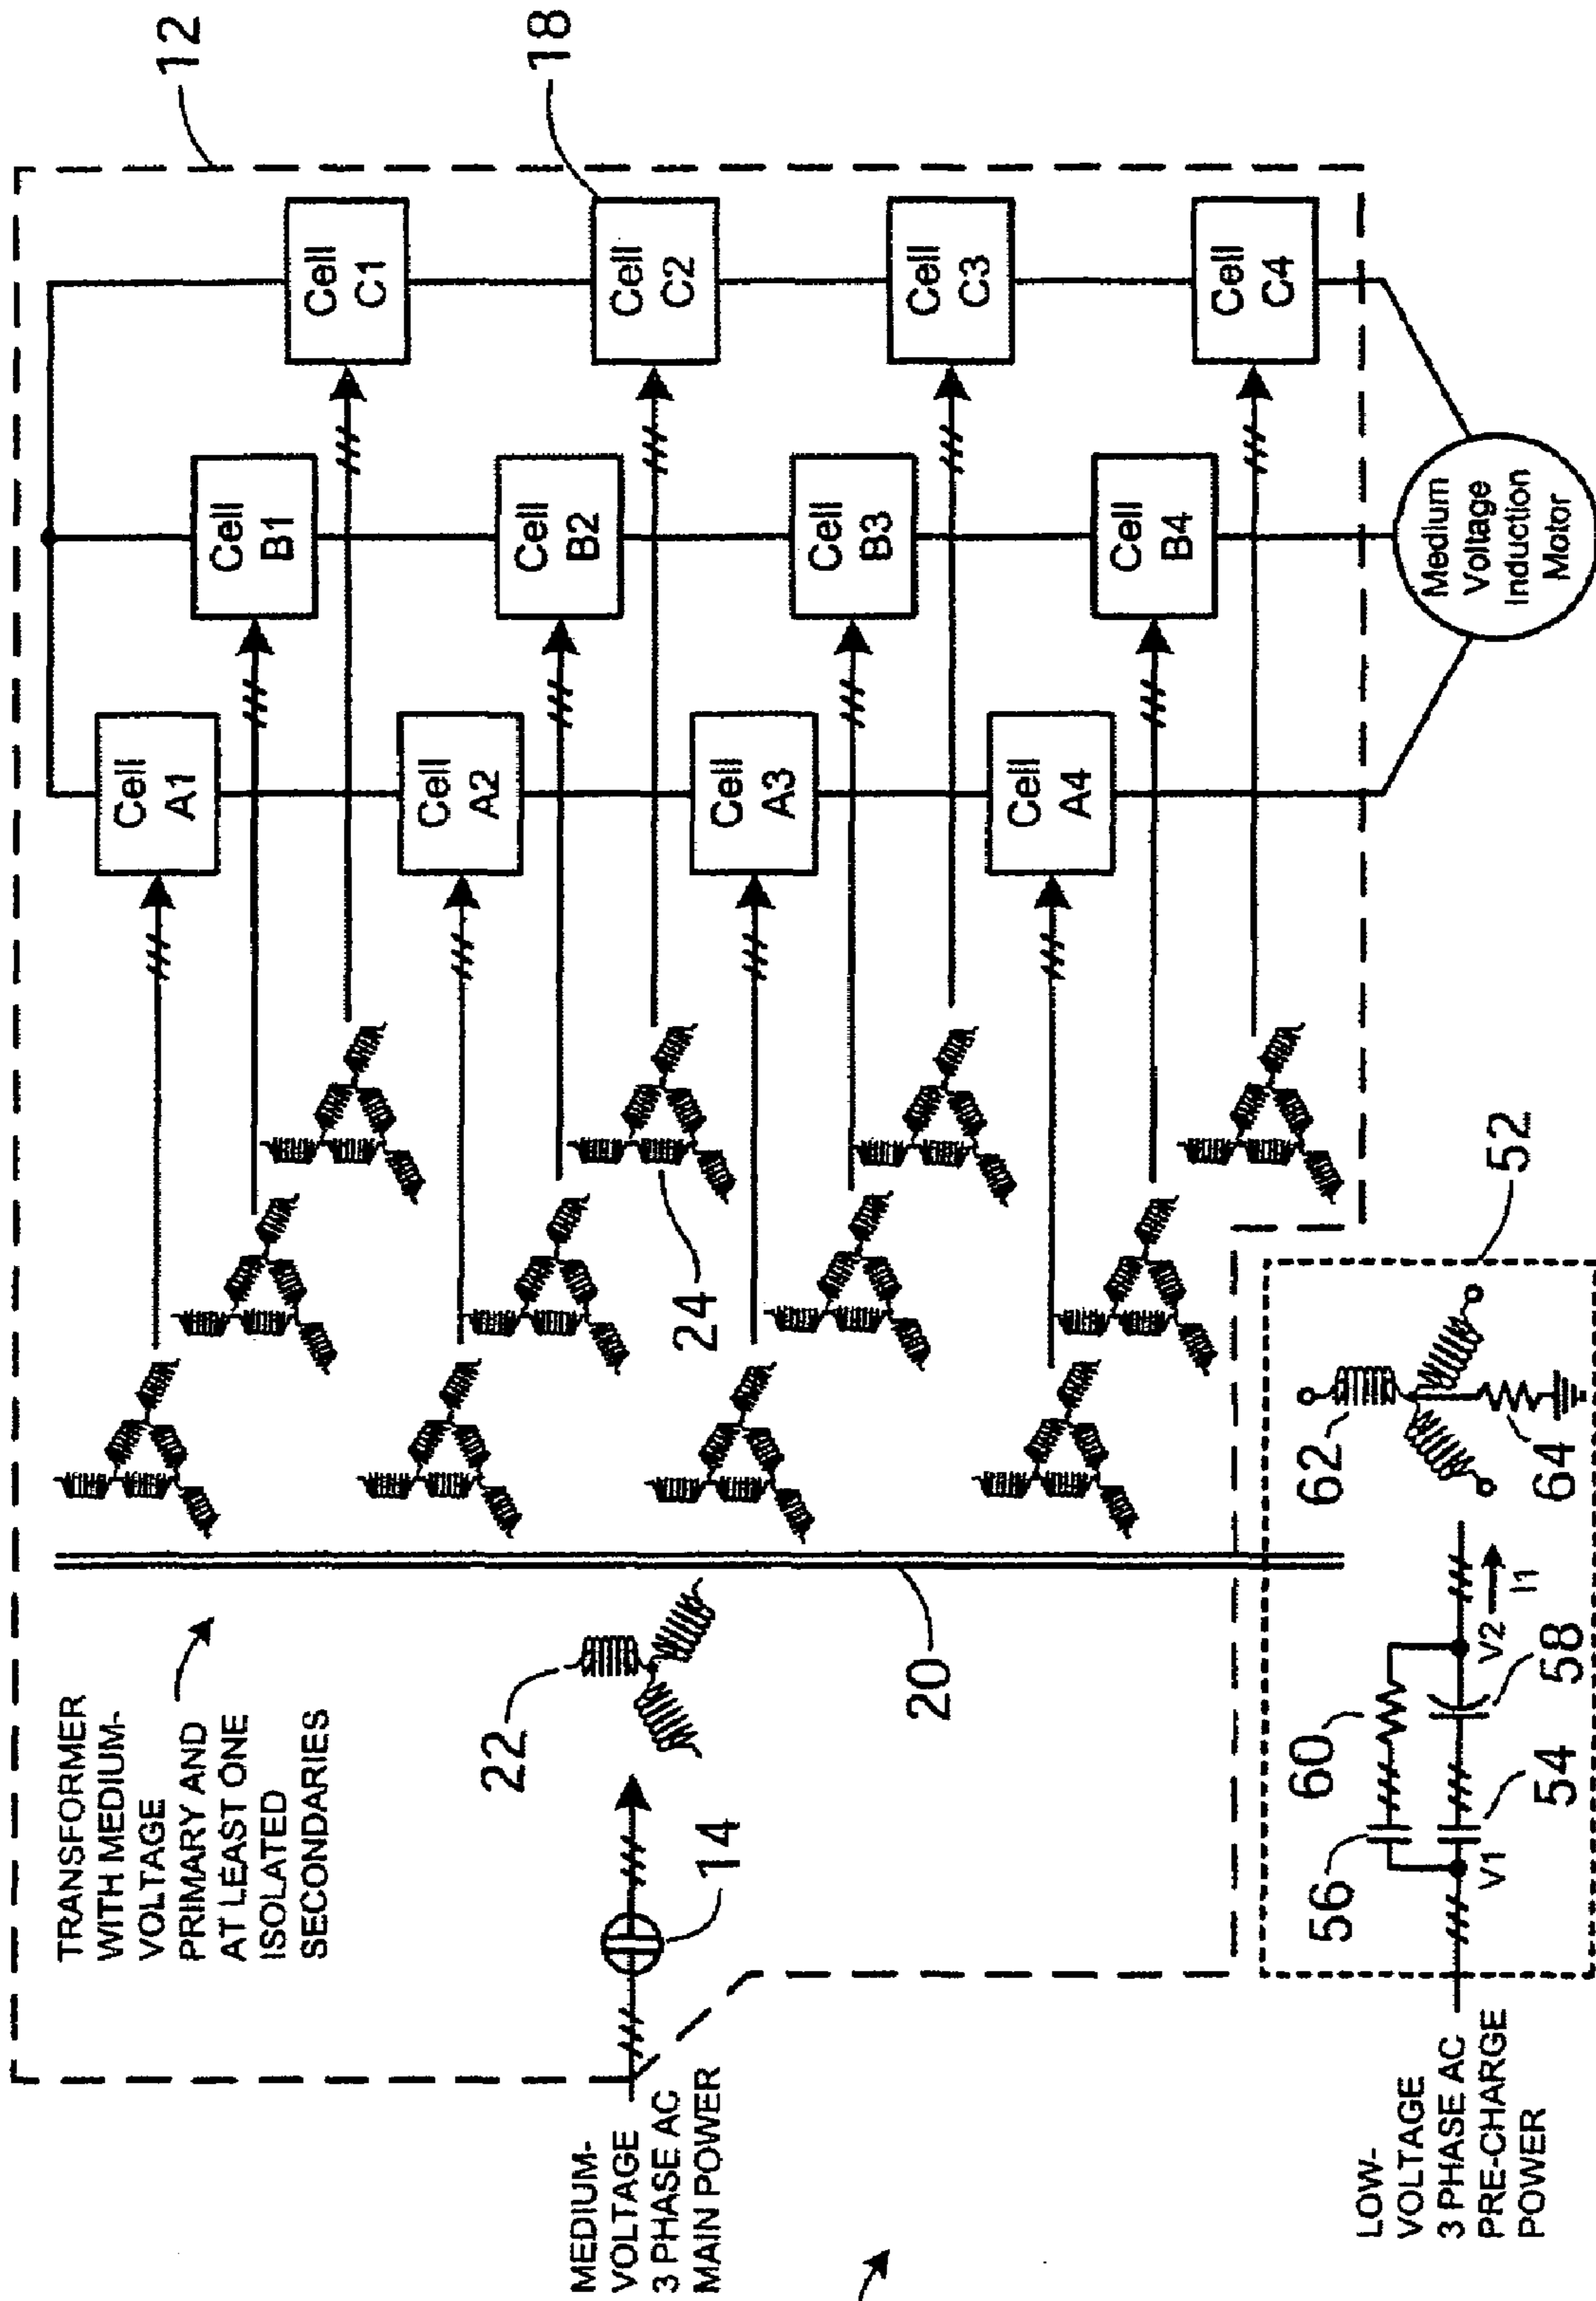 12
18
TRANSFORMER
WITH MEDIUM-
VOLTAGE
PRIMARY AND
AT LEAST ONE
ISOLATED
SECONDARIES
Cell
A1
Cell
B1
Cell
C1
Cell
A2
Cell
B2
Cell
C2
Cell
A3
Cell
B3
Cell
C3
Cell
A4
Cell
B4
Cell
C4
22
24
14
20
MEDIUM-
VOLTAGE
3 PHASE AC
MAIN POWER
Medium
Voltage
Induction
Motor
52
62
64
60
56
V1
54
58
V2
I1
LOW-
VOLTAGE
3 PHASE AC
PRE-CHARGE
POWER